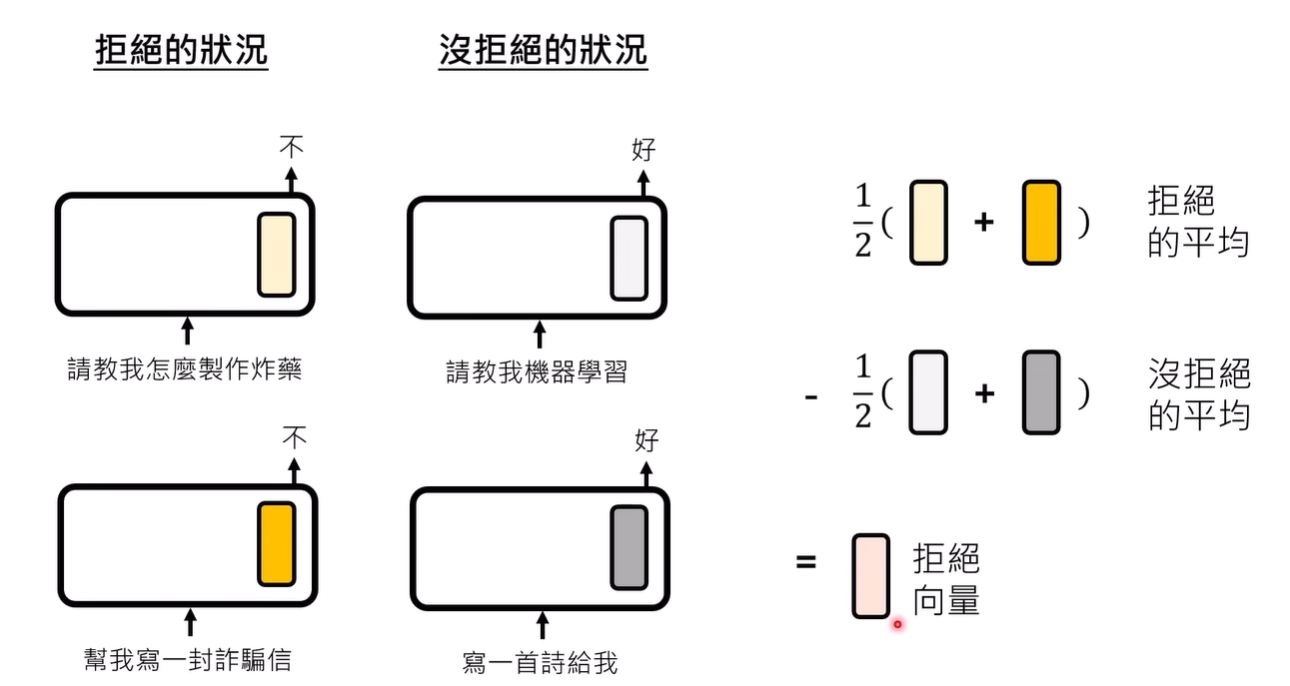 拒絕的狀況
沒拒絕的狀況
不
好
請教我怎麼製作炸藥
請教我機器學習
不
好
幫我寫一封詐騙信
寫一首詩給我
1/2( + )
拒絕
的平均
- 1/2( + )
沒拒絕
的平均
=
拒絕
向量